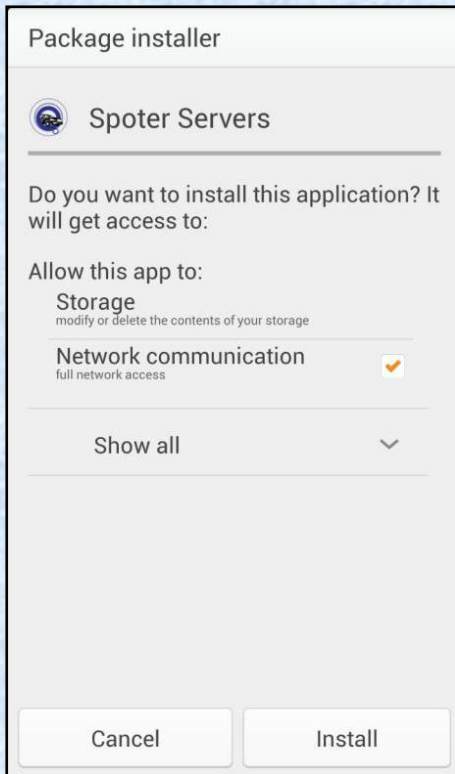 Package installer
Spoter Servers
Do you want to install this application? It
will get access to:
Allow this app to:
Storage
modify or delete the contents of your storage
Network communication
full network access
Show all
Cancel
Install